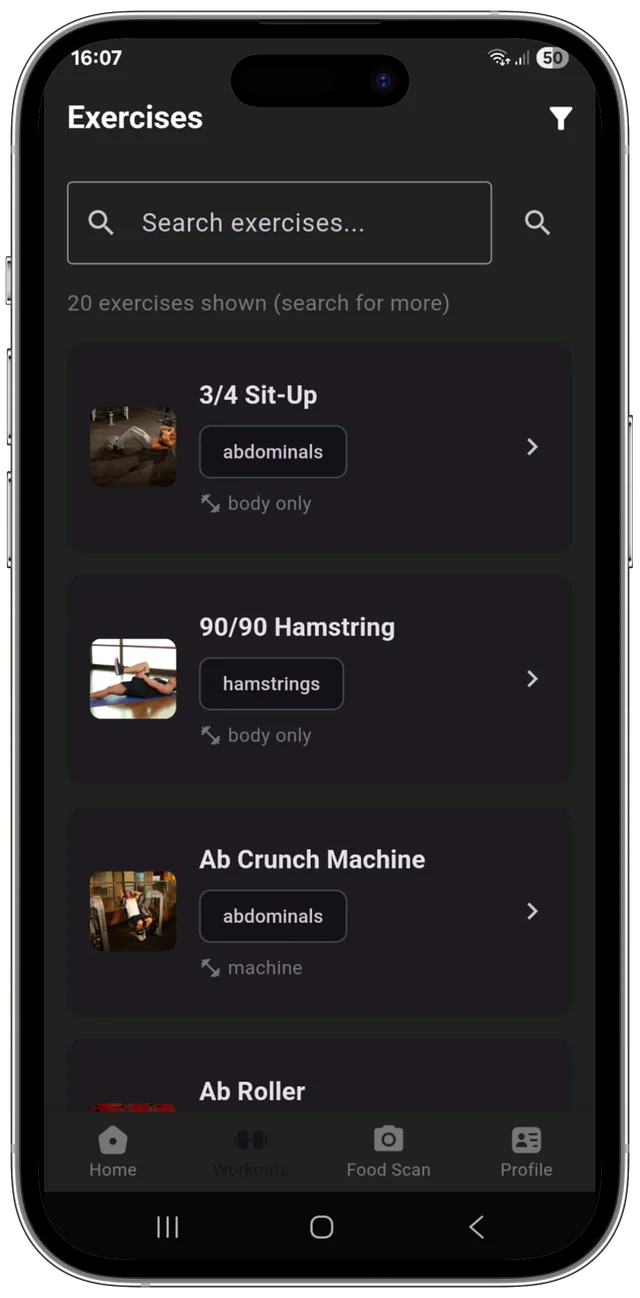 16:07
50
Exercises
Search exercises...
20 exercises shown (search for more)
3/4 Sit-Up
abdominals
body only
90/90 Hamstring
hamstrings
body only
Ab Crunch Machine
abdominals
machine
Ab Roller
Home Workouts Food Scan Profile